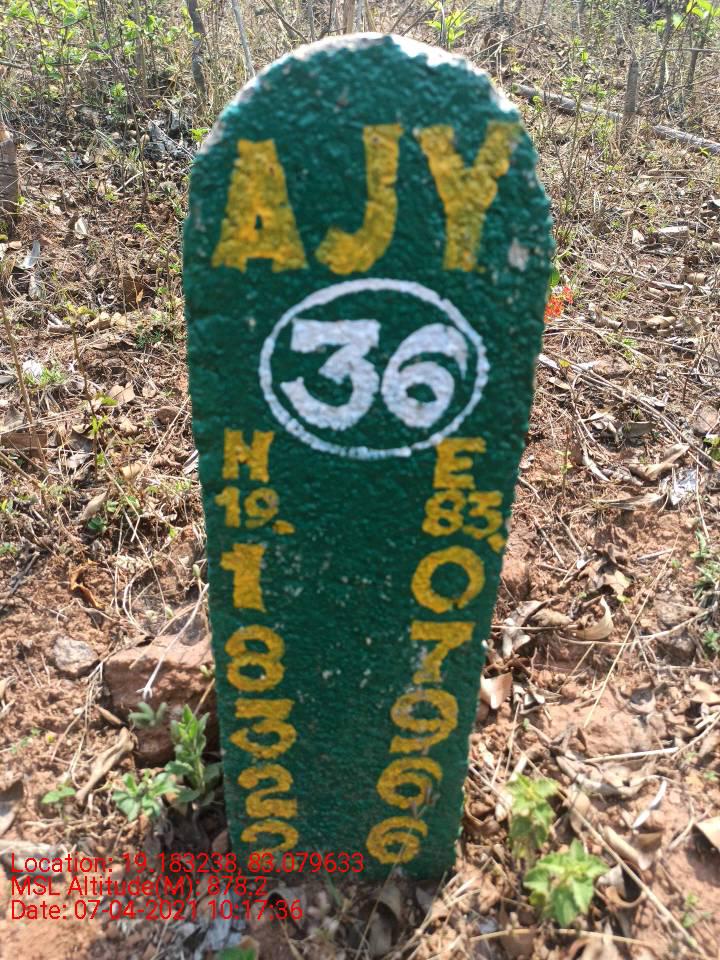 AJY
36
N E
19. 83.
1 0
8 7
3 9
2 6
2 6
Location: 19.183238, 83.079633
MSL Altitude(M): 878.2
Date: 07-04-2021 10:17:36